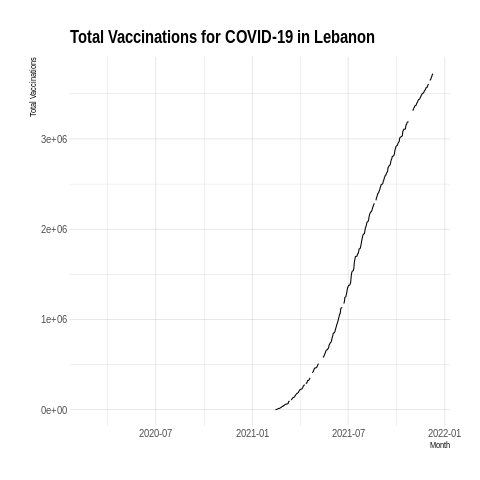 Total Vaccinations for COVID-19 in Lebanon
Total Vaccinations
3e+06
2e+06
1e+06
0e+00
2020-07 2021-01 2021-07 2022-01
Month